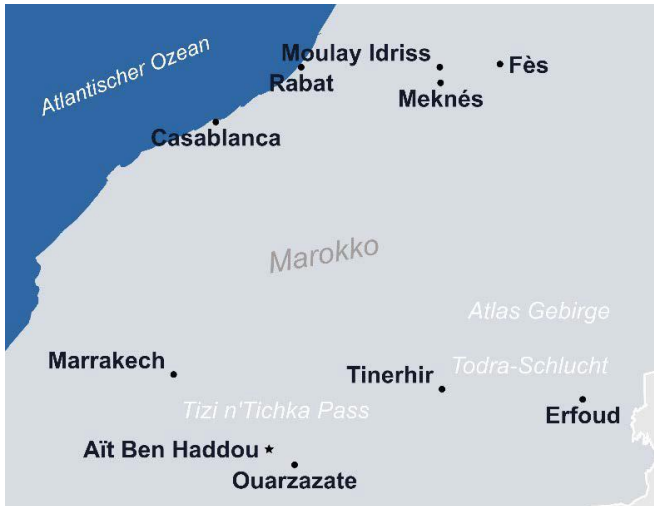 Atlantischer Ozean
Moulay Idriss
Fès
Rabat
Meknés
Casablanca
Marokko
Atlas Gebirge
Marrakech
Tinerhir
Todra-Schlucht
Tizi n'Tichka Pass
Erfoud
Aït Ben Haddou
Ouarzazate